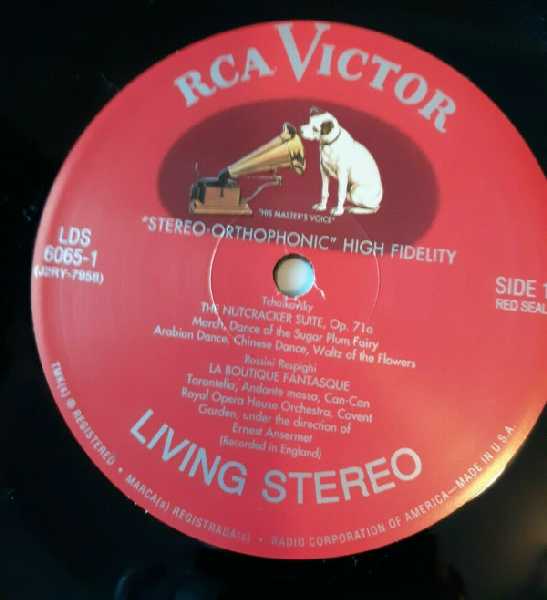 RCA VICTOR
"HIS MASTER'S VOICE"
"STEREO-ORTHOPHONIC" HIGH FIDELITY
LDS
6065-1
(J2RY-7958)
SIDE 1
RED SEAL
Tchaikovsky
THE NUTCRACKER SUITE, Op. 71a
March, Dance of the Sugar Plum Fairy
Arabian Dance, Chinese Dance, Waltz of the Flowers
Rossini Respighi
LA BOUTIQUE FANTASQUE
Tarantella, Andante mosso, Can-Can
Royal Opera House Orchestra, Covent
Garden, under the direction of
Ernest Ansermet
(Recorded in England)
LIVING STEREO
TMK(s) ® REGISTERED • MARCA(s) REGISTRADA(s) • RADIO CORPORATION OF AMERICA—MADE IN U.S.A.